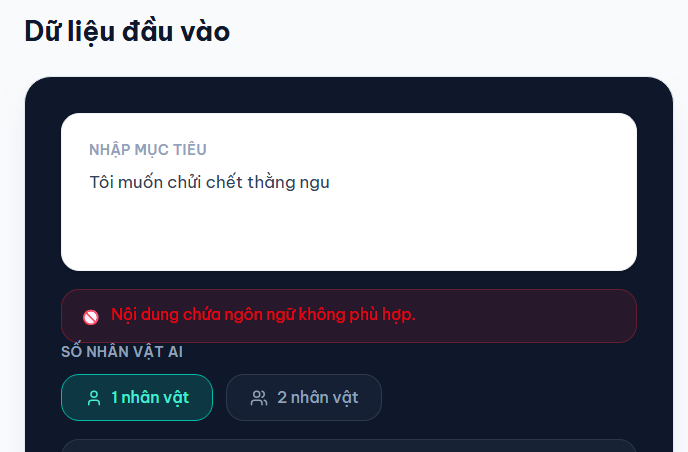 Dữ liệu đầu vào
NHẬP MỤC TIÊU
Tôi muốn chửi chết thằng ngu
Nội dung chứa ngôn ngữ không phù hợp.
SỐ NHÂN VẬT AI
1 nhân vật
2 nhân vật